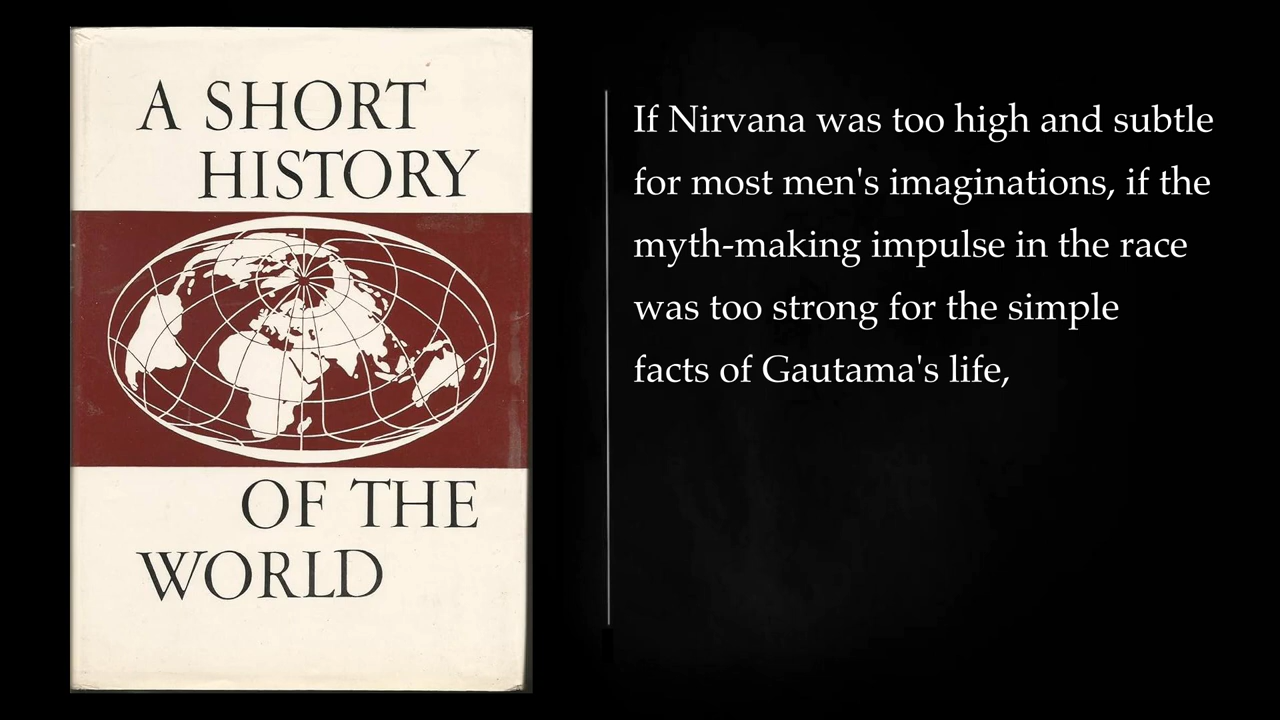 A SHORT
HISTORY
OF THE
WORLD
If Nirvana was too high and subtle
for most men's imaginations, if the
myth-making impulse in the race
was too strong for the simple
facts of Gautama's life,